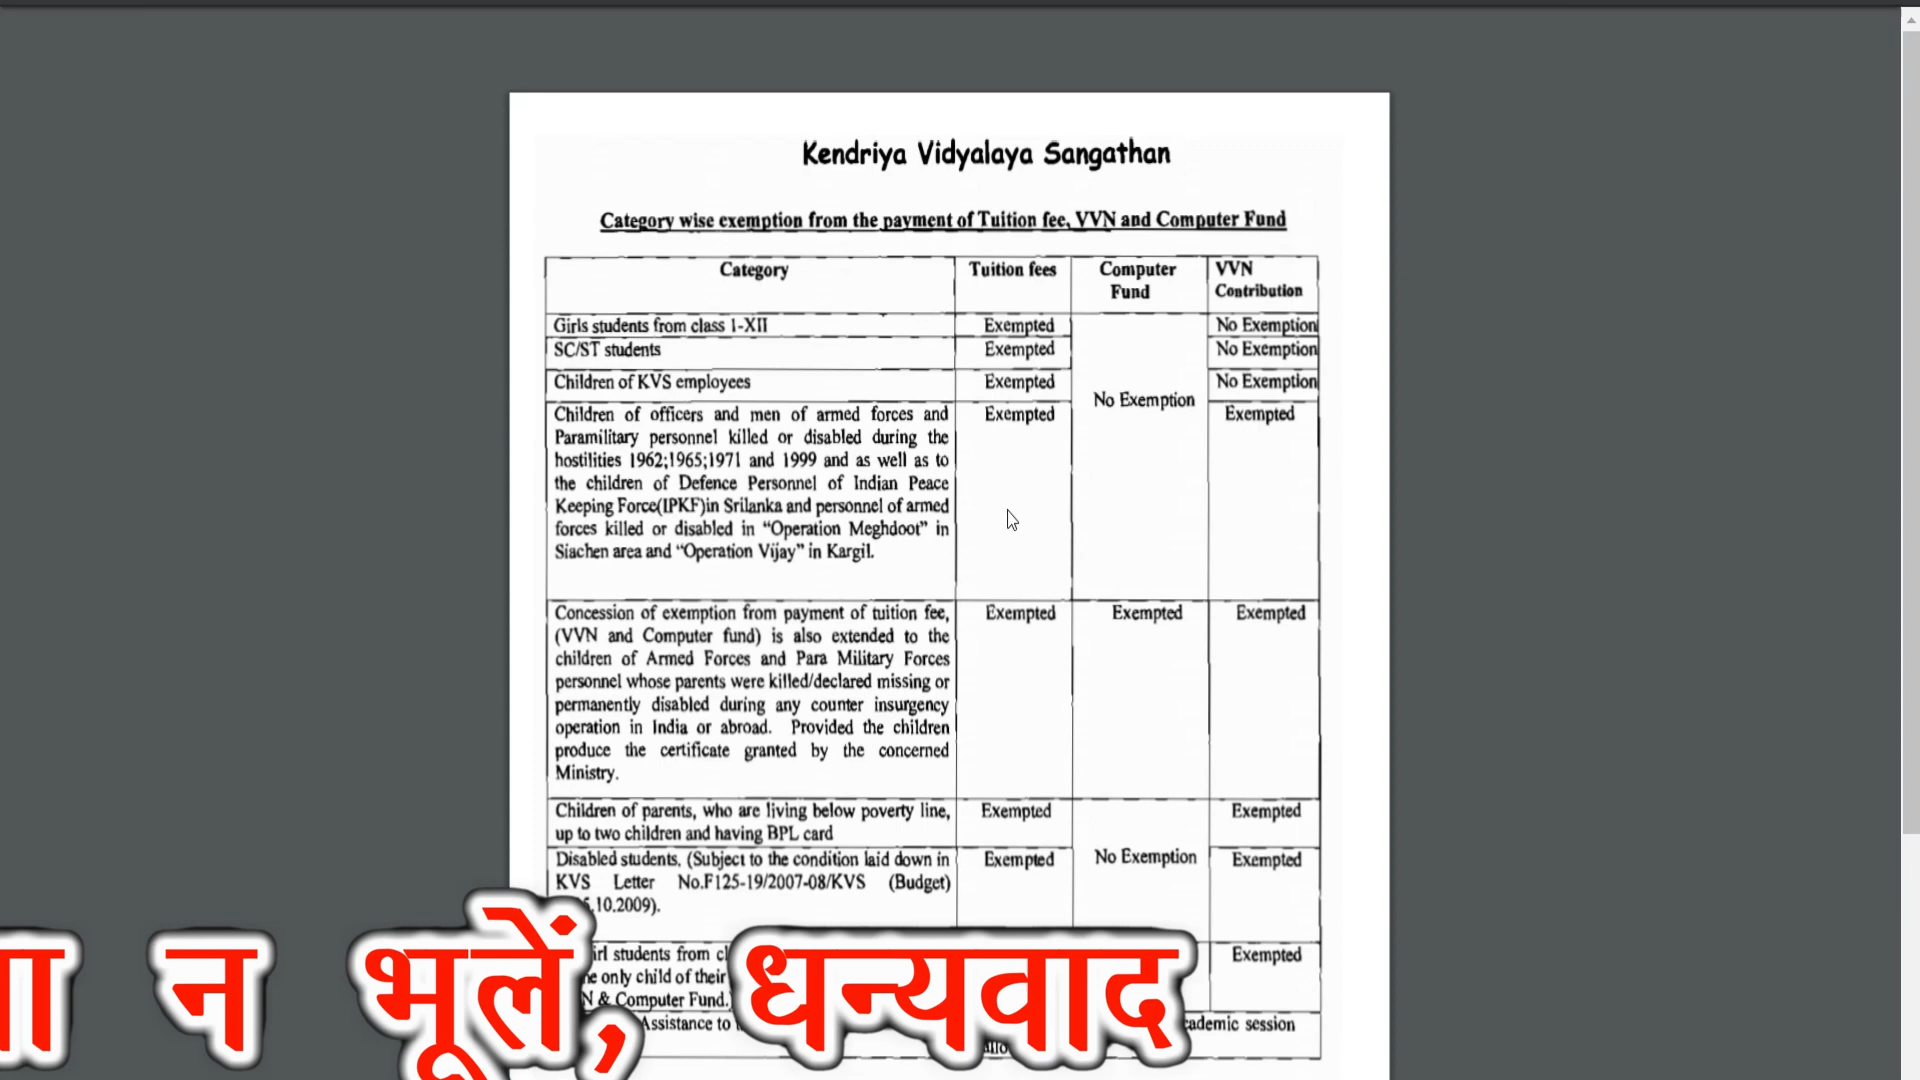 Kendriya Vidyalaya Sangathan
Category wise exemption from the payment of Tuition fee, VVN and Computer Fund
Category Tuition fees Computer Fund VVN Contribution
Girls students from class 1-XII Exempted No Exemption
SC/ST students Exempted No Exemption
Children of KVS employees Exempted No Exemption
No Exemption
Children of officers and men of armed forces and Exempted Exempted
Paramilitary personnel killed or disabled during the
hostilities 1962;1965;1971 and 1999 and as well as to
the children of Defence Personnel of Indian Peace
Keeping Force(IPKF)in Srilanka and personnel of armed
forces killed or disabled in “Operation Meghdoot” in
Siachen area and “Operation Vijay” in Kargil.
Concession of exemption from payment of tuition fee, Exempted Exempted Exempted
(VVN and Computer fund) is also extended to the
children of Armed Forces and Para Military Forces
personnel whose parents were killed/declared missing or
permanently disabled during any counter insurgency
operation in India or abroad. Provided the children
produce the certificate granted by the concerned
Ministry.
Children of parents, who are living below poverty line, Exempted Exempted
up to two children and having BPL card
No Exemption
Disabled students, (Subject to the condition laid down in Exempted Exempted
KVS Letter No.F125-19/2007-08/KVS (Budget)
.10.2009).
students from Exempted
only child of their
& Computer Fund.
Assistance to session
न भूलें, धन्यवाद